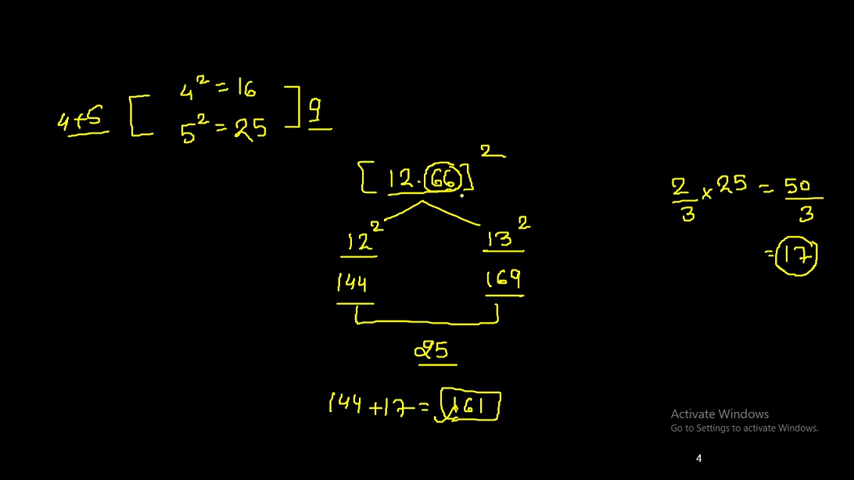 4² = 16
4+5 [ ] 9
5² = 25
[12.66]²
2/3 × 25 = 50/3
12² 13²
= 17
144 169
25
144 + 17 = 161
Activate Windows
Go to Settings to activate Windows.
4